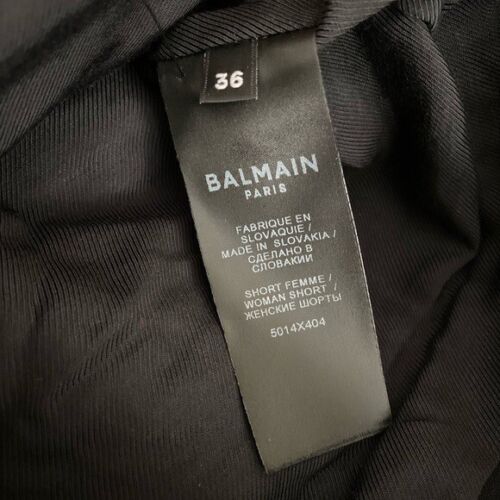 36
BALMAIN
PARIS
FABRIQUE EN
SLOVAQUIE /
MADE IN SLOVAKIA /
СДЕЛАНО В
СЛОВАКИИ
SHORT FEMME /
WOMAN SHORT /
ЖЕНСКИЕ ШОРТЫ
5014X404